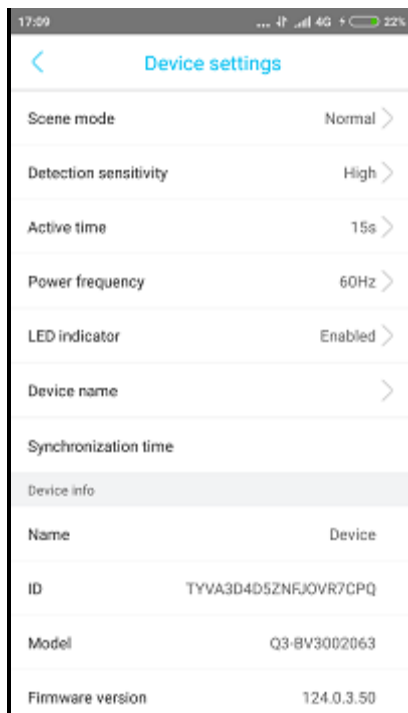 17:09 ... 4G 22%
Device settings
Scene mode Normal
Detection sensitivity High
Active time 15s
Power frequency 60Hz
LED indicator Enabled
Device name
Synchronization time
Device info
Name Device
ID TYVA3D4D5ZNFJOVR7CPQ
Model Q3-BV3002063
Firmware version 124.0.3.50